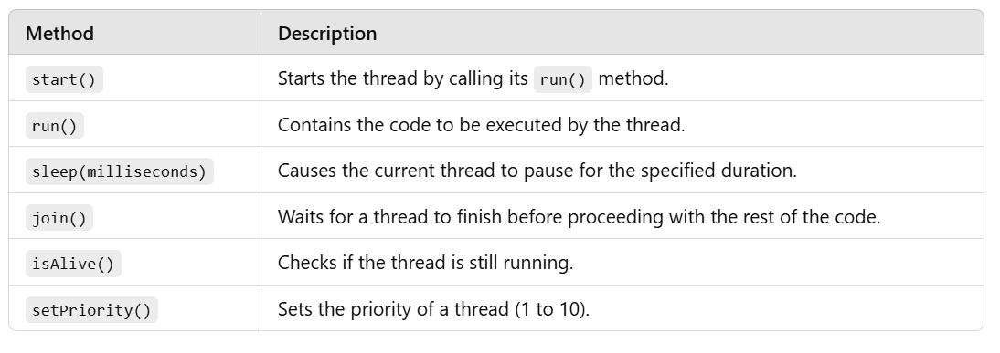 Method Description
start() Starts the thread by calling its run() method.
run() Contains the code to be executed by the thread.
sleep(milliseconds) Causes the current thread to pause for the specified duration.
join() Waits for a thread to finish before proceeding with the rest of the code.
isAlive() Checks if the thread is still running.
setPriority() Sets the priority of a thread (1 to 10).